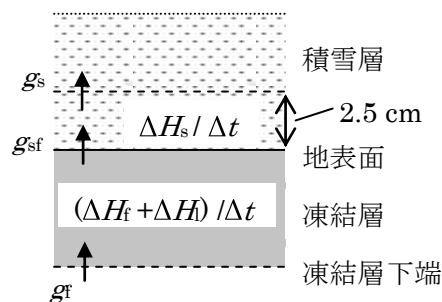 積雪層
gs
2.5 cm
gsf
ΔHs / Δt
地表面
(ΔHf +ΔHl) /Δt
凍結層
凍結層下端
gf